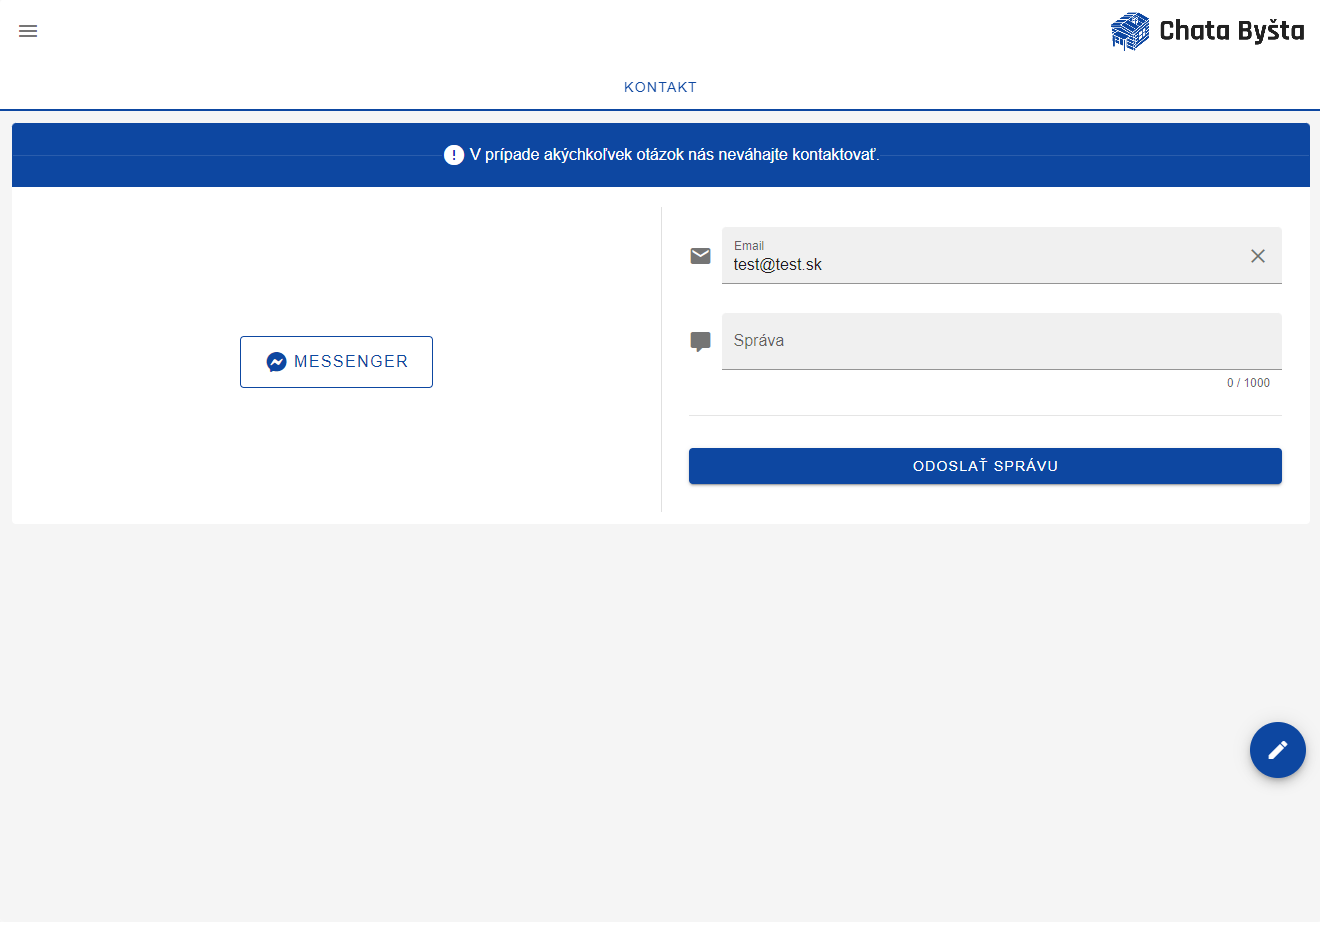 Chata Byšta
KONTAKT
V prípade akýchkoľvek otázok nás neváhajte kontaktovať.
Email
test@test.sk
MESSENGER
Správa
0 / 1000
ODOSLAŤ SPRÁVU